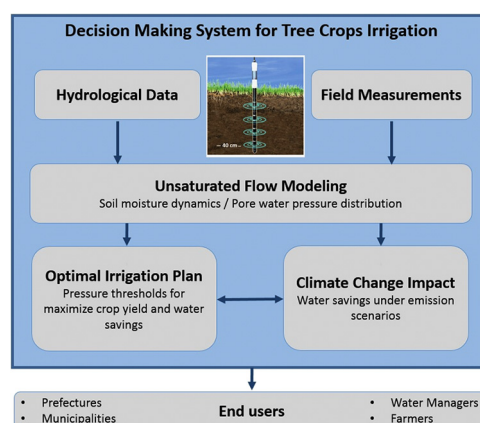 Decision Making System for Tree Crops Irrigation
Hydrological Data
Field Measurements
— 80 cm —
Unsaturated Flow Modeling
Soil moisture dynamics / Pore water pressure distribution
Optimal Irrigation Plan
Pressure thresholds for
maximize crop yield and water
savings
Climate Change Impact
Water savings under emission
scenarios
• Prefectures
• Municipalities
End users
• Water Managers
• Farmers